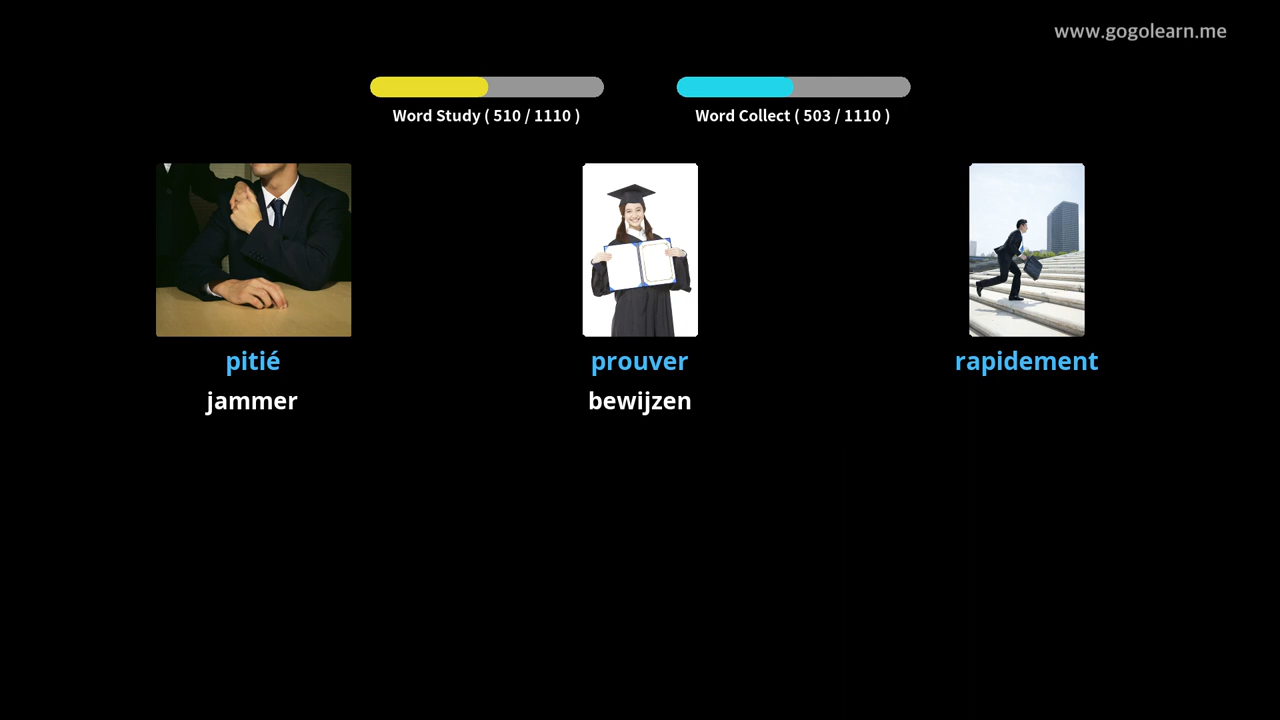 www.gogolearn.me
Word Study ( 510 / 1110 )
Word Collect ( 503 / 1110 )
pitié
prouver
rapidement
jammer
bewijzen